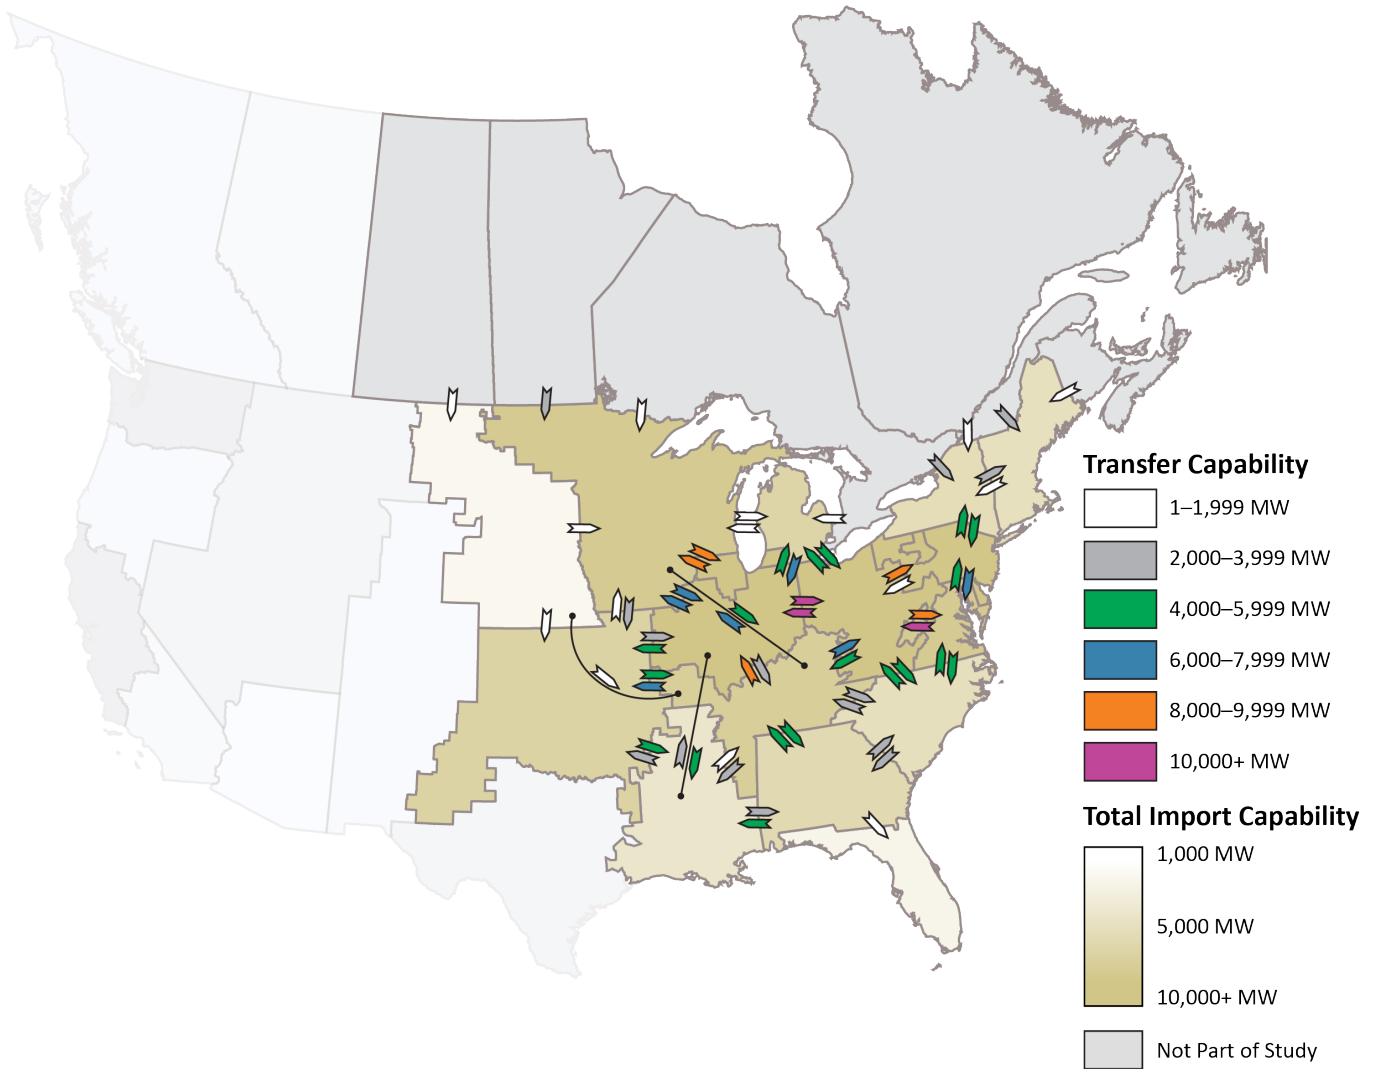 Transfer Capability
1–1,999 MW
2,000–3,999 MW
4,000–5,999 MW
6,000–7,999 MW
8,000–9,999 MW
10,000+ MW
Total Import Capability
1,000 MW
5,000 MW
10,000+ MW
Not Part of Study